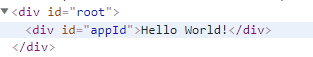 ▼<div id="root">
<div id="appId">Hello World!</div>
</div>